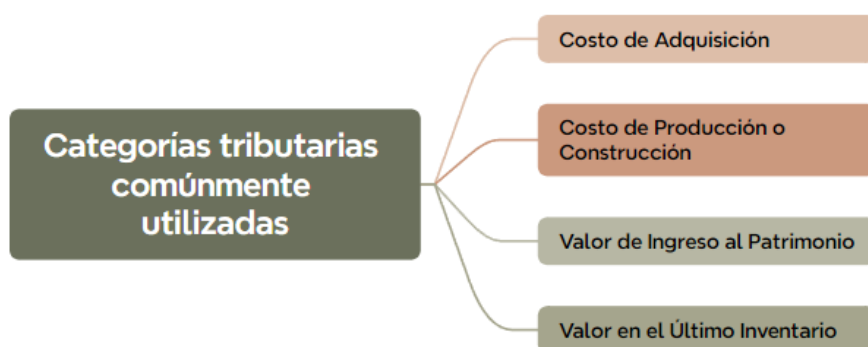 Categorías tributarias
comúnmente
utilizadas
Costo de Adquisición
Costo de Producción o
Construcción
Valor de Ingreso al Patrimonio
Valor en el Último Inventario